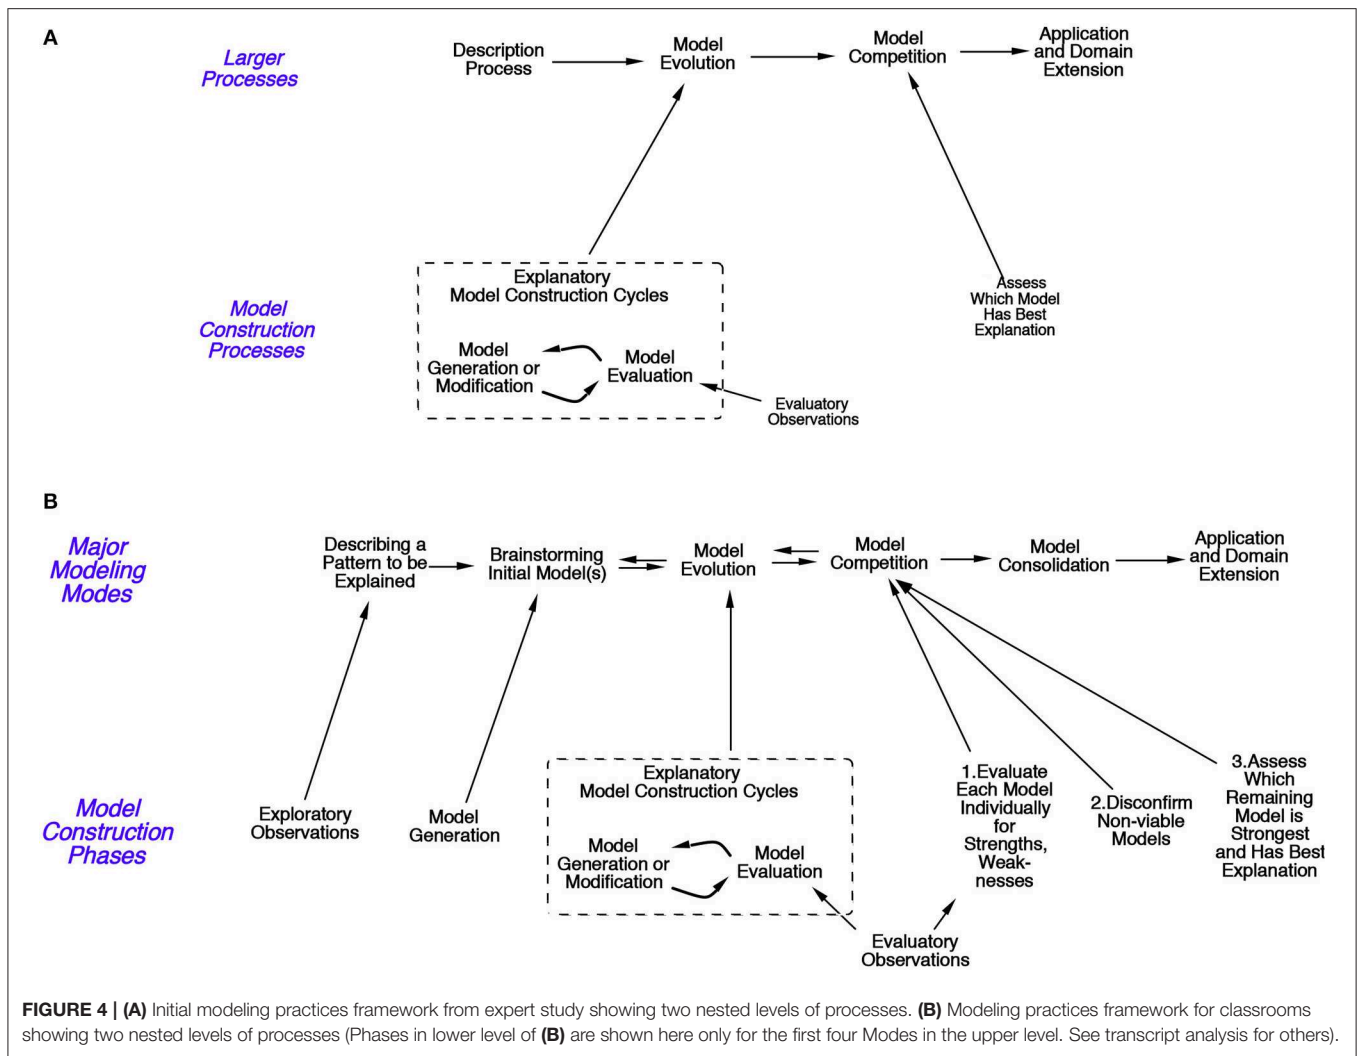 A
Larger
Processes
Description
Process
Model
Evolution
Model
Competition
Application
and Domain
Extension
Model
Construction
Processes
Explanatory
Model Construction Cycles
Model
Generation or
Modification
Model
Evaluation
Evaluatory
Observations
Assess
Which Model
Has Best
Explanation
B
Major
Modeling
Modes
Describing a
Pattern to be
Explained
Brainstorming
Initial Model(s)
Model
Evolution
Model
Competition
Model
Consolidation
Application
and Domain
Extension
Model
Construction
Phases
Exploratory
Observations
Model
Generation
Explanatory
Model Construction Cycles
Model
Generation or
Modification
Model
Evaluation
Evaluatory
Observations
1.Evaluate
Each Model
Individually
for
Strengths,
Weak-
nesses
2.Disconfirm
Non-viable
Models
3.Assess
Which
Remaining
Model is
Strongest
and Has Best
Explanation
FIGURE 4 | (A) Initial modeling practices framework from expert study showing two nested levels of processes. (B) Modeling practices framework for classrooms
showing two nested levels of processes (Phases in lower level of (B) are shown here only for the first four Modes in the upper level. See transcript analysis for others).